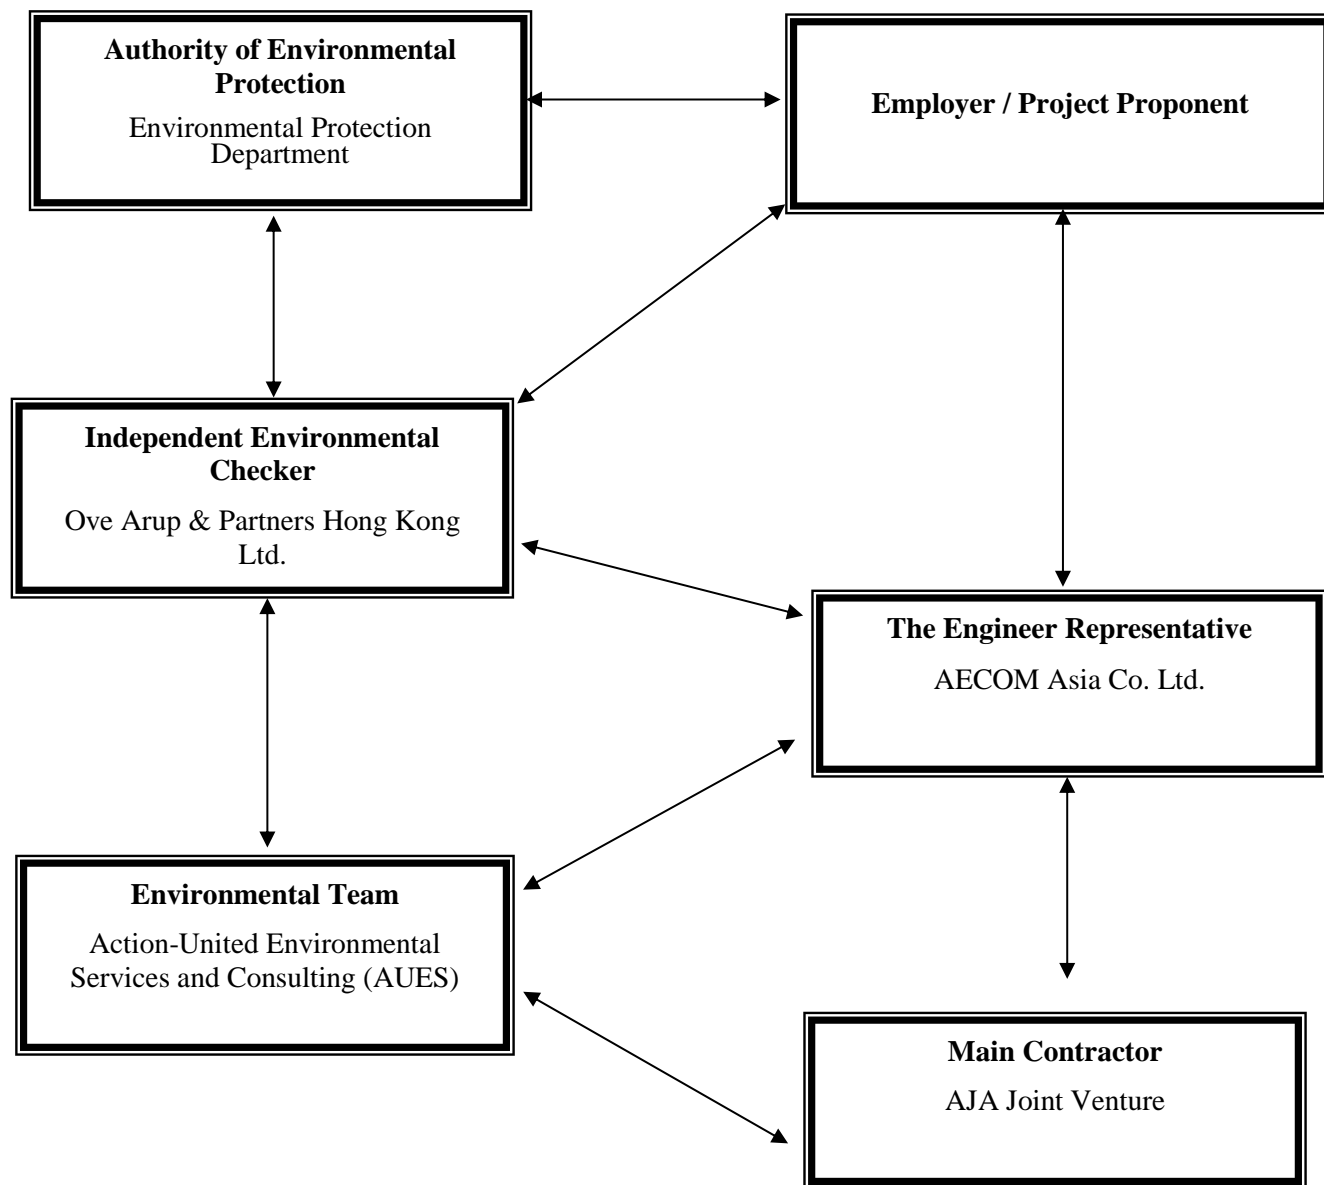 Authority of Environmental
Protection
Environmental Protection
Department
Employer / Project Proponent
Independent Environmental
Checker
Ove Arup & Partners Hong Kong
Ltd.
The Engineer Representative
AECOM Asia Co. Ltd.
Environmental Team
Action-United Environmental
Services and Consulting (AUES)
Main Contractor
AJA Joint Venture